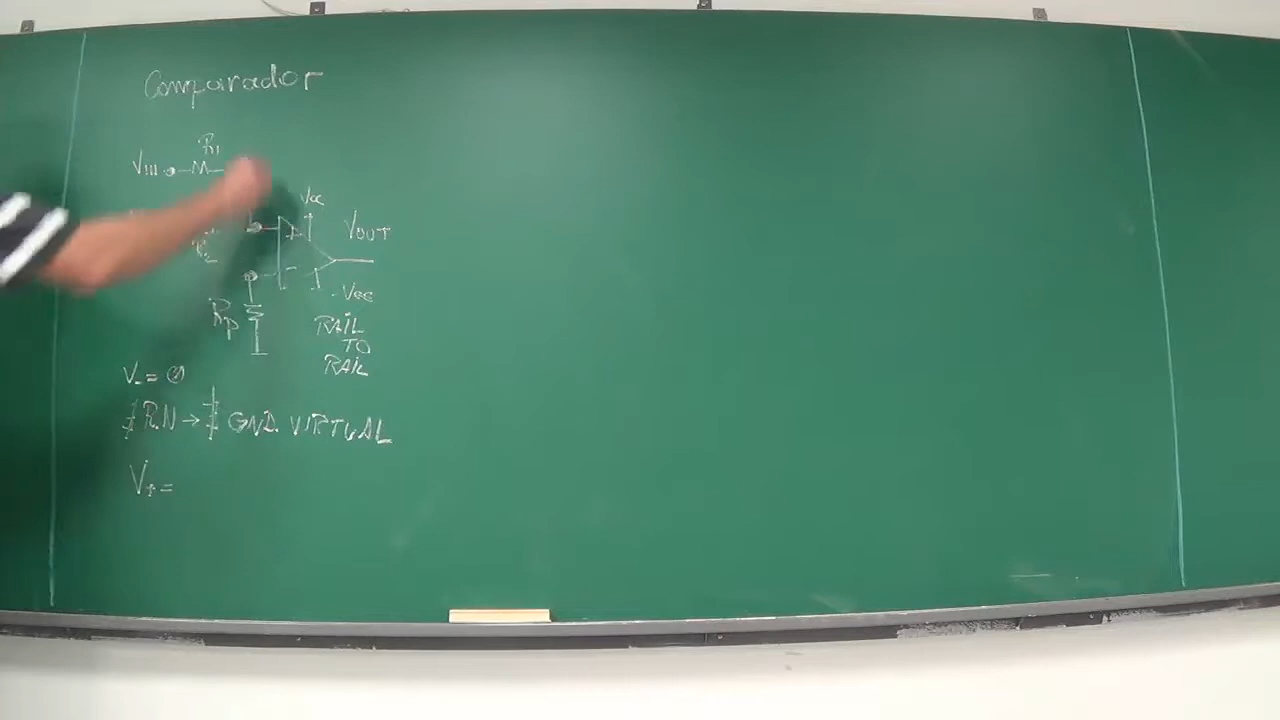 Comparador
R1
VIN
Vcc
VOUT
-Vcc
Rp
RAIL
TO
RAIL
V- = 0
∄ R.N → ∄ GND. VIRTUAL
V+ =